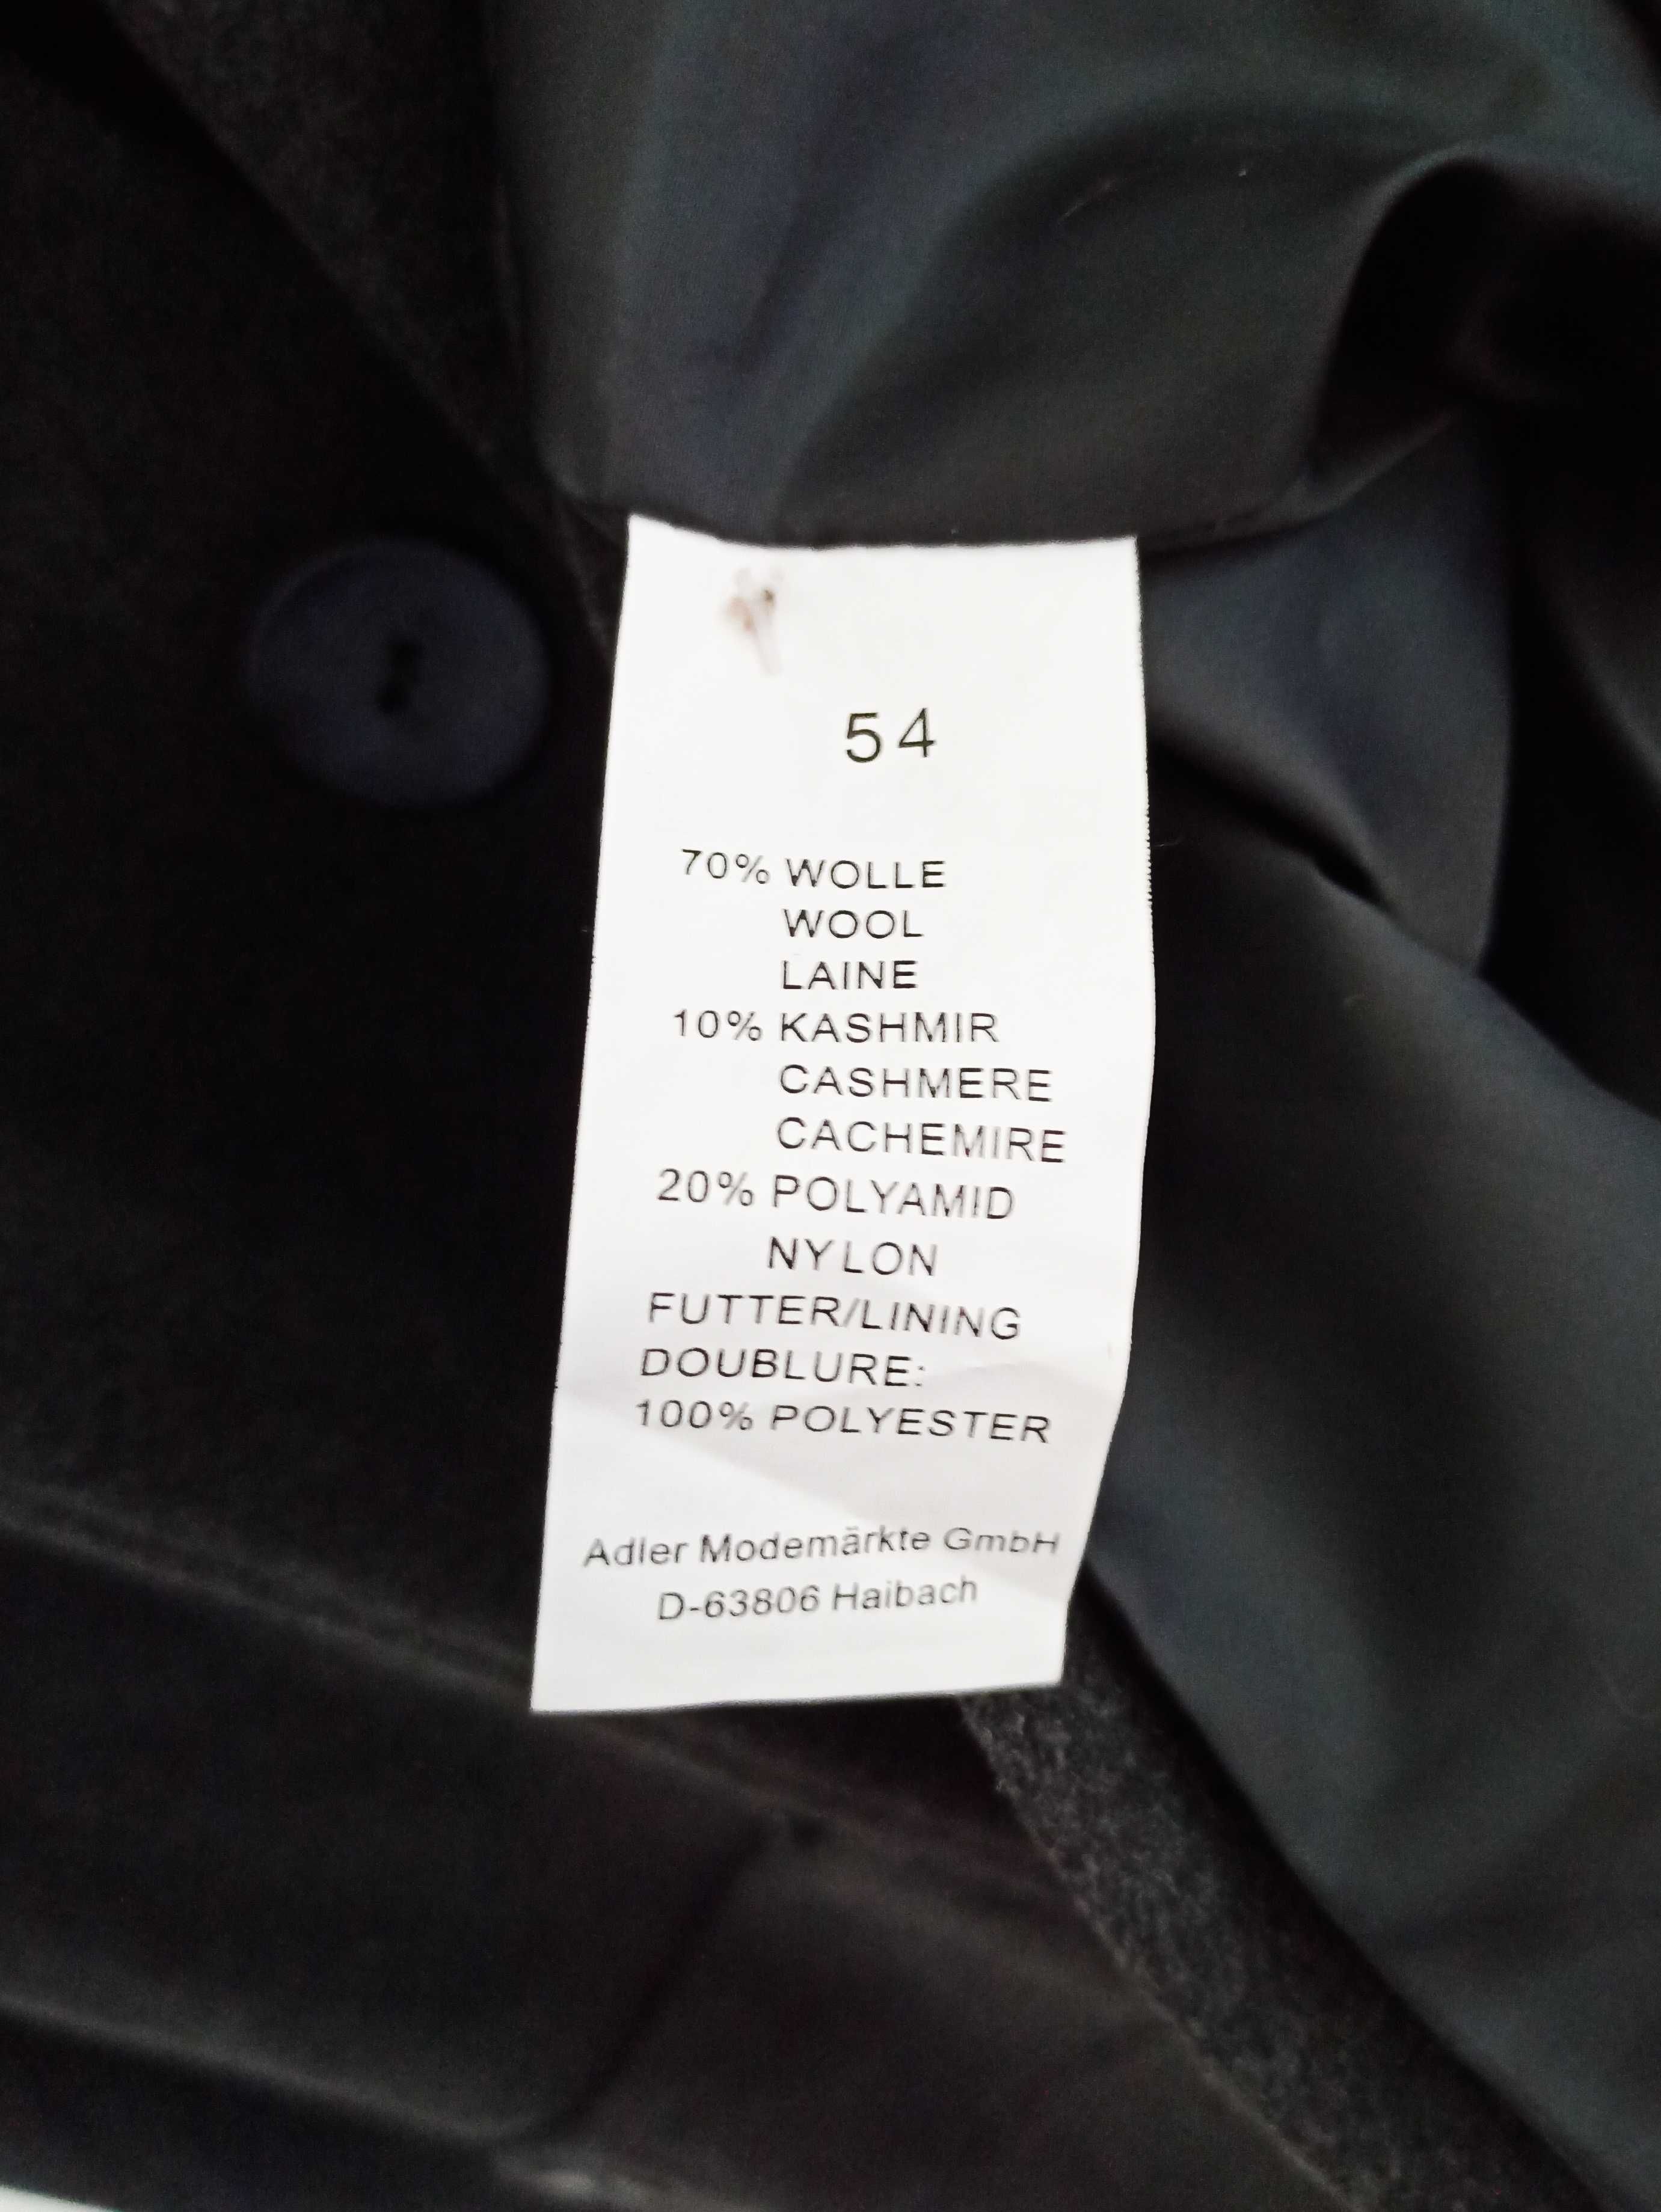 54
70% WOLLE
WOOL
LAINE
10% KASHMIR
CASHMERE
CACHEMIRE
20% POLYAMID
NYLON
FUTTER/LINING
DOUBLURE:
100% POLYESTER
Adler Modemärkte GmbH
D-63806 Haibach